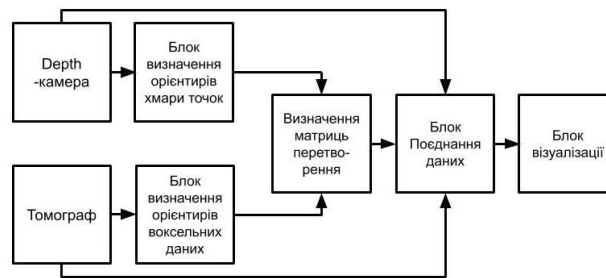 Depth
-камера
Блок
визначення
орієнтирів
хмари точок
Визначення
матриць
перетво-
рення
Блок
Поєднання
даних
Блок
візуалізації
Томограф
Блок
визначення
орієнтирів
воксельних
даних